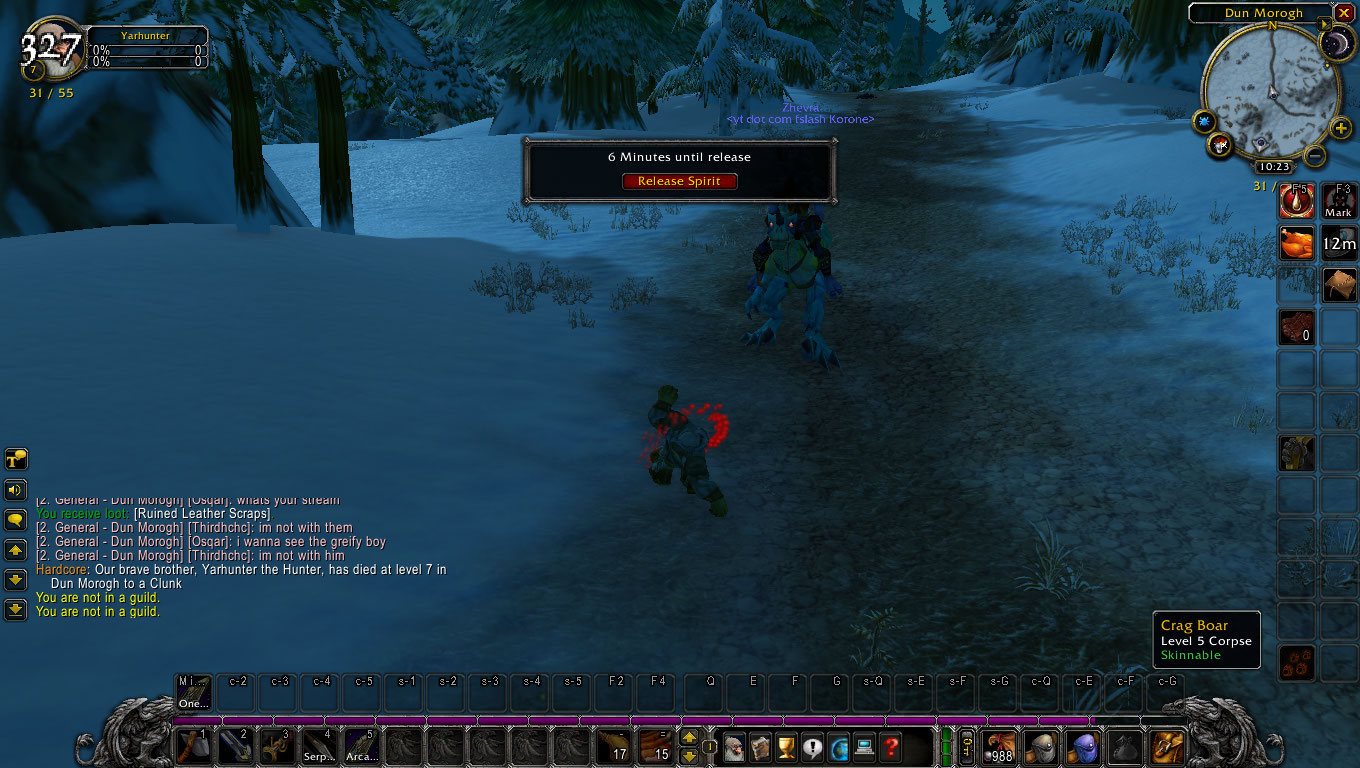 Yarhunter
327
7
0% 0
0% 0
31 / 55
Dun Morogh
N
10:23
31 /
Zhevra
<yt dot com fslash Korone>
6 Minutes until release
Release Spirit
F-5
F-3
Mark
12m
0
[2. General - Dun Morogh] [Osqar]: whats your stream
You receive loot: [Ruined Leather Scraps]
[2. General - Dun Morogh] [Thirdhchc]: im not with them
[2. General - Dun Morogh] [Osqar]: i wanna see the greify boy
[2. General - Dun Morogh] [Thirdhchc]: im not with him
Hardcore: Our brave brother, Yarhunter the Hunter, has died at level 7 in
Dun Morogh to a Clunk
You are not in a guild.
You are not in a guild.
Crag Boar
Level 5 Corpse
Skinnable
Mi... c-2 c-3 c-4 c-5 s-1 s-2 s-3 s-4 s-5 F2 F4 Q E F G s-Q s-E s-F s-G c-Q c-E c-F c-G
One...
1 2 3 4 5
Serp... Arca... 17 15 1 988